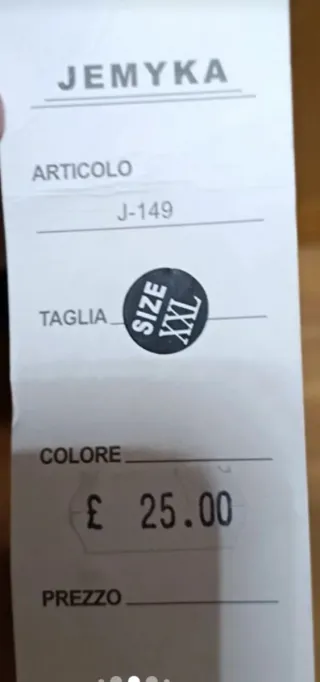 JEMYKA
ARTICOLO
J-149
TAGLIA SIZE XXL
COLORE
£ 25.00
PREZZO